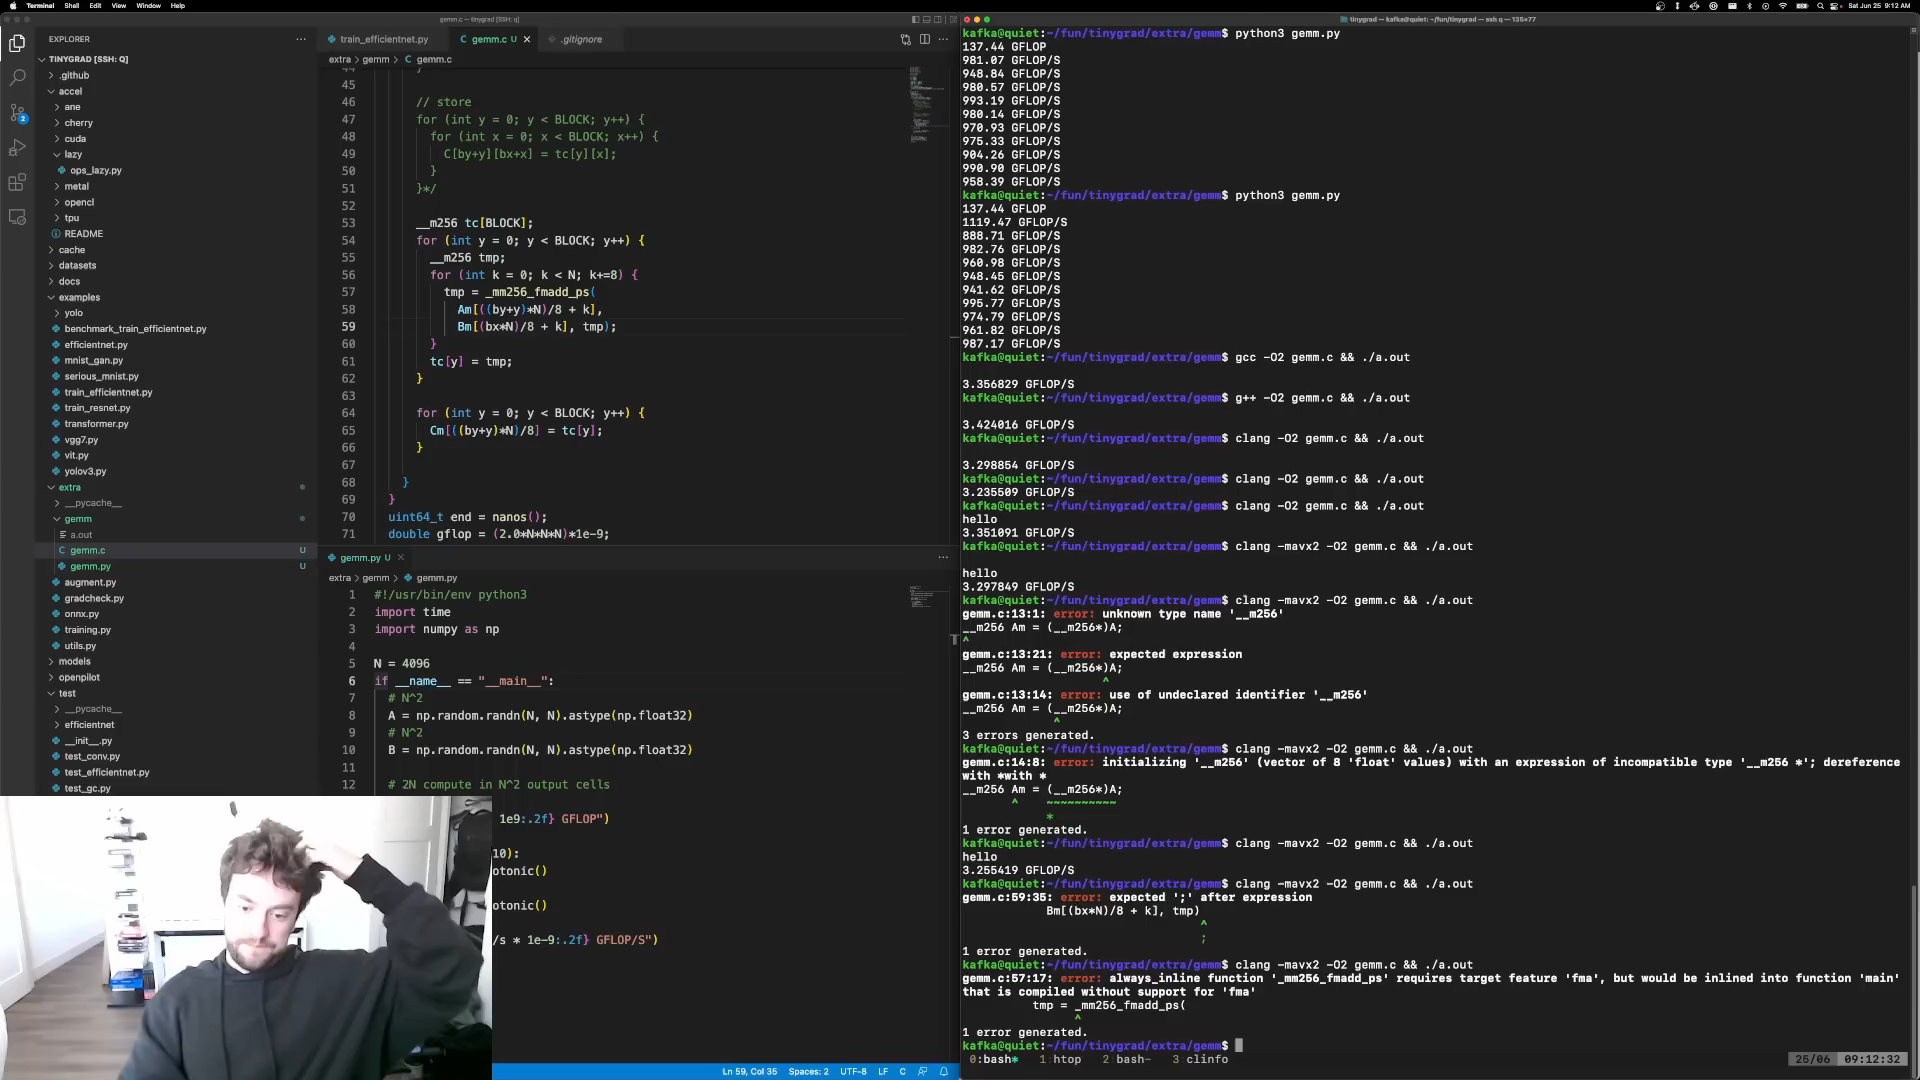 Terminal Shell Edit View Window Help
Sat Jun 25 9:12 AM
gemm.c — tinygrad [SSH: q]
EXPLORER
TINYGRAD [SSH: Q]
.github
accel
ane
cherry
cuda
lazy
ops_lazy.py
metal
opencl
tpu
README
cache
datasets
docs
examples
yolo
benchmark_train_efficientnet.py
efficientnet.py
mnist_gan.py
serious_mnist.py
train_efficientnet.py
train_resnet.py
transformer.py
vgg7.py
vit.py
yolov3.py
extra
__pycache__
gemm
a.out
gemm.c U
gemm.py U
augment.py
gradcheck.py
onnx.py
training.py
utils.py
models
openpilot
test
__pycache__
efficientnet
__init__.py
test_conv.py
test_efficientnet.py
test_gc.py
train_efficientnet.py
gemm.c U
.gitignore
extra > gemm > C gemm.c
44 }
45
46 // store
47 for (int y = 0; y < BLOCK; y++) {
48 for (int x = 0; x < BLOCK; x++) {
49 C[by+y][bx+x] = tc[y][x];
50 }
51 }*/
52
53 __m256 tc[BLOCK];
54 for (int y = 0; y < BLOCK; y++) {
55 __m256 tmp;
56 for (int k = 0; k < N; k+=8) {
57 tmp = _mm256_fmadd_ps(
58 Am[((by+y)*N)/8 + k],
59 Bm[(bx*N)/8 + k], tmp);
60 }
61 tc[y] = tmp;
62 }
63
64 for (int y = 0; y < BLOCK; y++) {
65 Cm[((by+y)*N)/8] = tc[y];
66 }
67
68 }
69 }
70 uint64_t end = nanos();
71 double gflop = (2.0*N*N*N)*1e-9;
gemm.py U
extra > gemm > gemm.py
1 #!/usr/bin/env python3
2 import time
3 import numpy as np
4
5 N = 4096
6 if __name__ == "__main__":
7 # N^2
8 A = np.random.randn(N, N).astype(np.float32)
9 # N^2
10 B = np.random.randn(N, N).astype(np.float32)
11
12 # 2N compute in N^2 output cells
1e9:.2f} GFLOP")
10):
otonic()
otonic()
/s * 1e-9:.2f} GFLOP/S")
Ln 59, Col 35 Spaces: 2 UTF-8 LF C
tinygrad — kafka@quiet: ~/fun/tinygrad — ssh q — 135×77
kafka@quiet:~/fun/tinygrad/extra/gemm$ python3 gemm.py
137.44 GFLOP
981.07 GFLOP/S
948.84 GFLOP/S
980.57 GFLOP/S
993.19 GFLOP/S
980.14 GFLOP/S
970.93 GFLOP/S
975.33 GFLOP/S
904.26 GFLOP/S
990.90 GFLOP/S
958.39 GFLOP/S
kafka@quiet:~/fun/tinygrad/extra/gemm$ python3 gemm.py
137.44 GFLOP
1119.47 GFLOP/S
888.71 GFLOP/S
982.76 GFLOP/S
960.98 GFLOP/S
948.45 GFLOP/S
941.62 GFLOP/S
995.77 GFLOP/S
974.79 GFLOP/S
961.82 GFLOP/S
987.17 GFLOP/S
kafka@quiet:~/fun/tinygrad/extra/gemm$ gcc -O2 gemm.c && ./a.out
3.356829 GFLOP/S
kafka@quiet:~/fun/tinygrad/extra/gemm$ g++ -O2 gemm.c && ./a.out
3.424016 GFLOP/S
kafka@quiet:~/fun/tinygrad/extra/gemm$ clang -O2 gemm.c && ./a.out
3.298854 GFLOP/S
kafka@quiet:~/fun/tinygrad/extra/gemm$ clang -O2 gemm.c && ./a.out
3.235509 GFLOP/S
kafka@quiet:~/fun/tinygrad/extra/gemm$ clang -O2 gemm.c && ./a.out
hello
3.351091 GFLOP/S
kafka@quiet:~/fun/tinygrad/extra/gemm$ clang -mavx2 -O2 gemm.c && ./a.out
hello
3.297849 GFLOP/S
kafka@quiet:~/fun/tinygrad/extra/gemm$ clang -mavx2 -O2 gemm.c && ./a.out
gemm.c:13:1: error: unknown type name '__m256'
__m256 Am = (__m256*)A;
^
gemm.c:13:21: error: expected expression
__m256 Am = (__m256*)A;
^
gemm.c:13:14: error: use of undeclared identifier '__m256'
__m256 Am = (__m256*)A;
^
3 errors generated.
kafka@quiet:~/fun/tinygrad/extra/gemm$ clang -mavx2 -O2 gemm.c && ./a.out
gemm.c:14:8: error: initializing '__m256' (vector of 8 'float' values) with an expression of incompatible type '__m256 *'; dereference
with *with *
__m256 Am = (__m256*)A;
^ ~~~~~~~~~~
*
1 error generated.
kafka@quiet:~/fun/tinygrad/extra/gemm$ clang -mavx2 -O2 gemm.c && ./a.out
hello
3.255419 GFLOP/S
kafka@quiet:~/fun/tinygrad/extra/gemm$ clang -mavx2 -O2 gemm.c && ./a.out
gemm.c:59:35: error: expected ';' after expression
Bm[(bx*N)/8 + k], tmp)
^
;
1 error generated.
kafka@quiet:~/fun/tinygrad/extra/gemm$ clang -mavx2 -O2 gemm.c && ./a.out
gemm.c:57:17: error: always_inline function '_mm256_fmadd_ps' requires target feature 'fma', but would be inlined into function 'main'
that is compiled without support for 'fma'
tmp = _mm256_fmadd_ps(
^
1 error generated.
kafka@quiet:~/fun/tinygrad/extra/gemm$
0:bash* 1 htop 2 bash- 3 clinfo
25/06 09:12:32